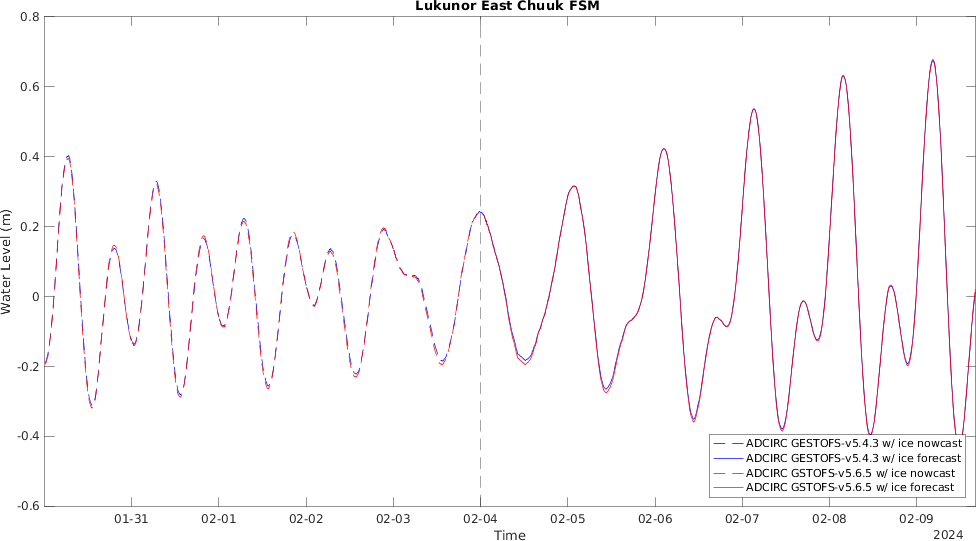 Lukunor East Chuuk FSM
0.8
0.6
0.4
0.2
0
-0.2
-0.4
-0.6
Water Level (m)
ADCIRC GESTOFS-v5.4.3 w/ ice nowcast
ADCIRC GESTOFS-v5.4.3 w/ ice forecast
ADCIRC GSTOFS-v5.6.5 w/ ice nowcast
ADCIRC GSTOFS-v5.6.5 w/ ice forecast
01-31 02-01 02-02 02-03 02-04 02-05 02-06 02-07 02-08 02-09
Time
2024